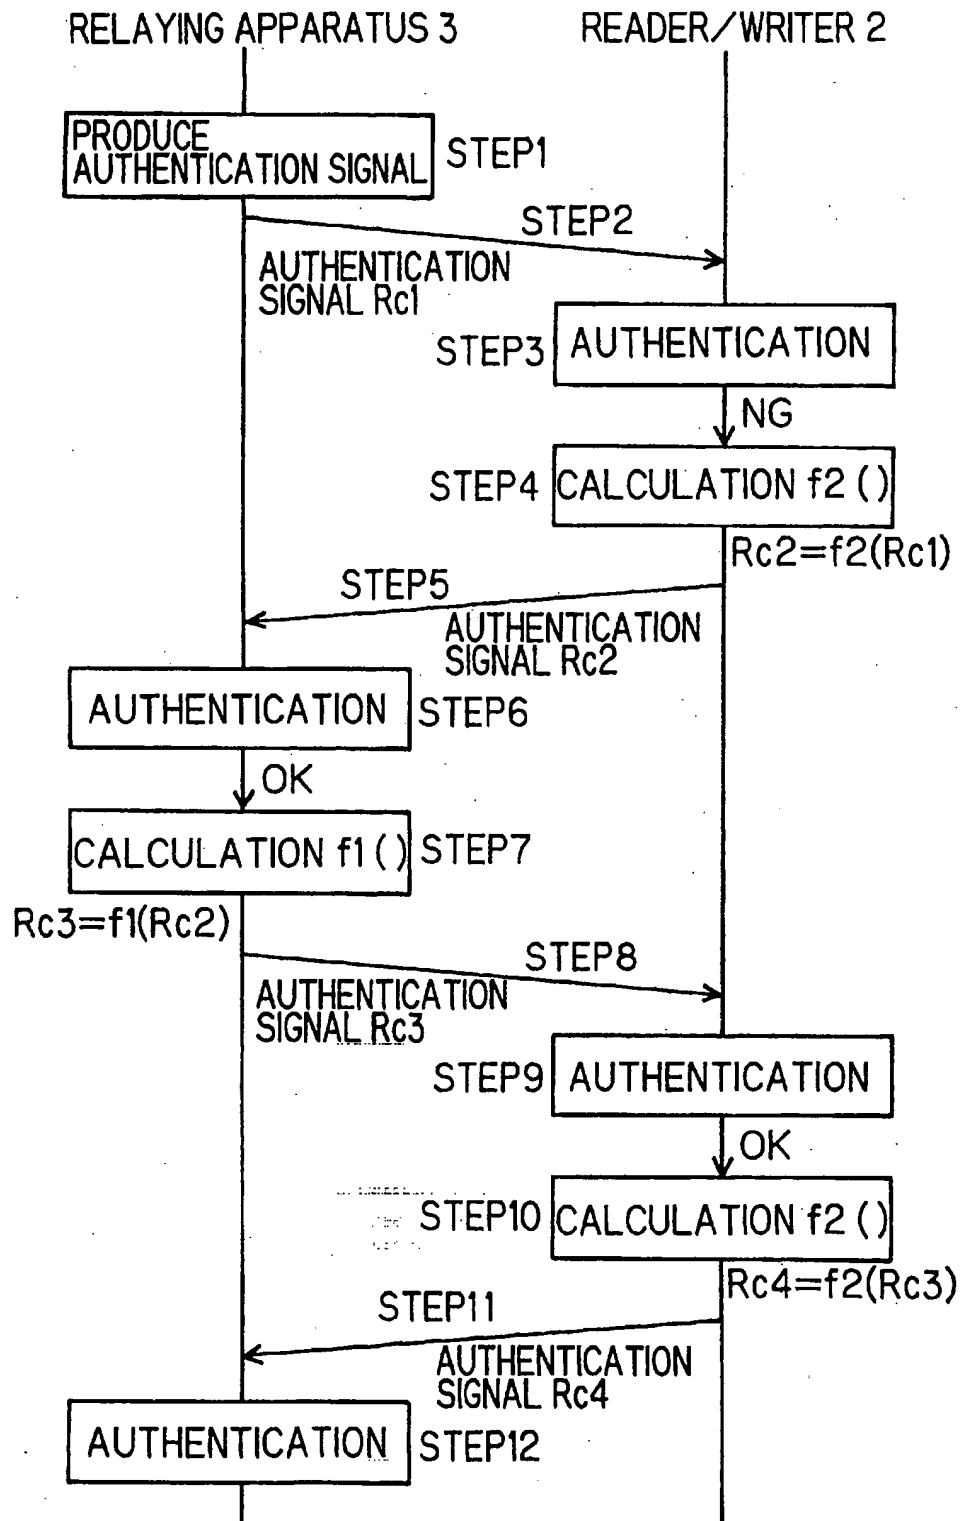 RELAYING APPARATUS 3
READER/WRITER 2
PRODUCE
AUTHENTICATION SIGNAL
STEP1
STEP2
AUTHENTICATION
SIGNAL Rc1
STEP3
AUTHENTICATION
NG
STEP4
CALCULATION f2 ( )
Rc2=f2(Rc1)
STEP5
AUTHENTICATION
SIGNAL Rc2
AUTHENTICATION
STEP6
OK
CALCULATION f1 ( )
STEP7
Rc3=f1(Rc2)
STEP8
AUTHENTICATION
SIGNAL Rc3
STEP9
AUTHENTICATION
OK
STEP10
CALCULATION f2 ( )
Rc4=f2(Rc3)
STEP11
AUTHENTICATION
SIGNAL Rc4
AUTHENTICATION
STEP12